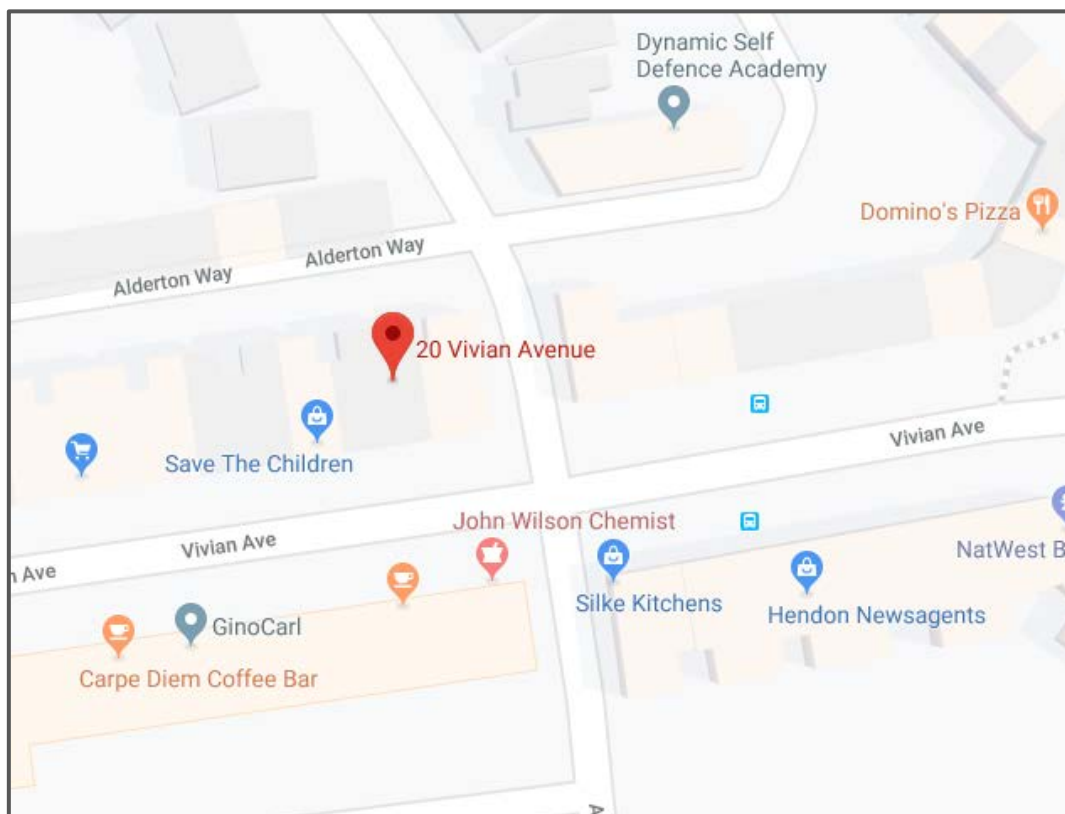 Dynamic Self
Defence Academy
Domino's Pizza
Alderton Way
Alderton Way
20 Vivian Avenue
Vivian Ave
Save The Children
John Wilson Chemist
Vivian Ave
Ave
NatWest B
Silke Kitchens
Hendon Newsagents
GinoCarl
Carpe Diem Coffee Bar
A